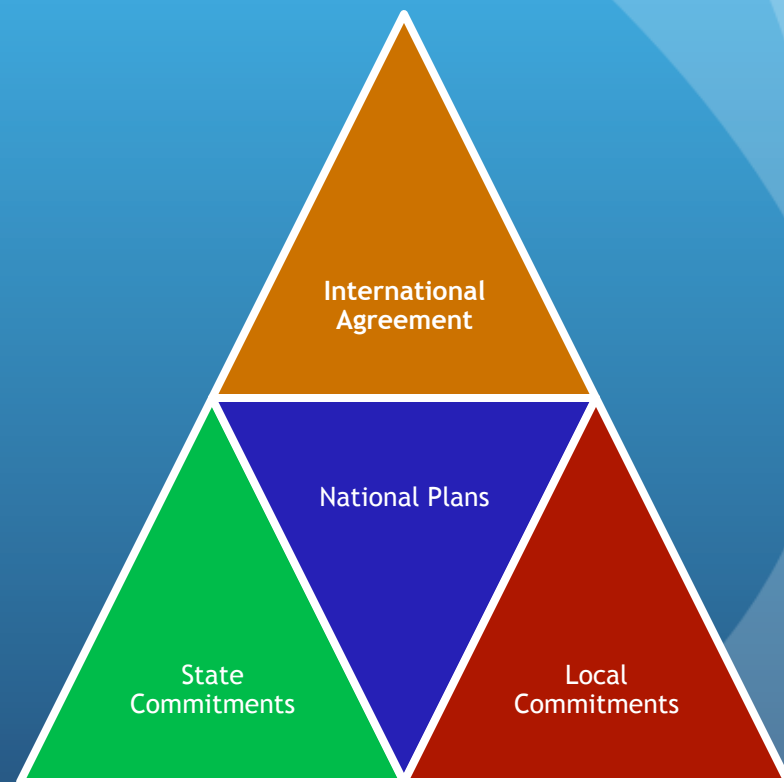 International
Agreement
National Plans
State
Commitments
Local
Commitments